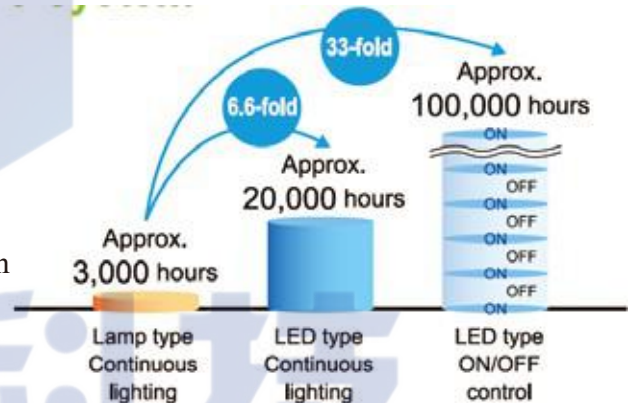 33-fold
6.6-fold
Approx.
100,000 hours
Approx.
20,000 hours
Approx.
3,000 hours
ON
ON
OFF
ON
OFF
ON
OFF
ON
OFF
ON
Lamp type
Continuous
lighting
LED type
Continuous
lighting
LED type
ON/OFF
control